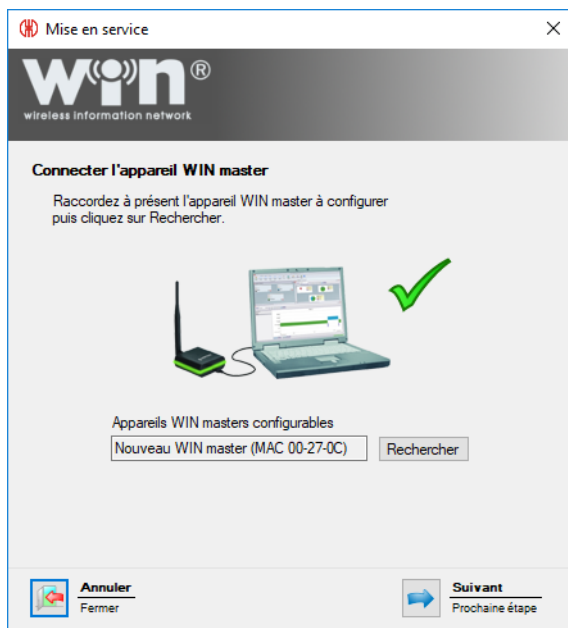 Mise en service
WIN®
wireless information network
Connecter l'appareil WIN master
Raccordez à présent l'appareil WIN master à configurer
puis cliquez sur Rechercher.
Appareils WIN masters configurables
Nouveau WIN master (MAC 00-27-0C)
Rechercher
Annuler
Fermer
Suivant
Prochaine étape